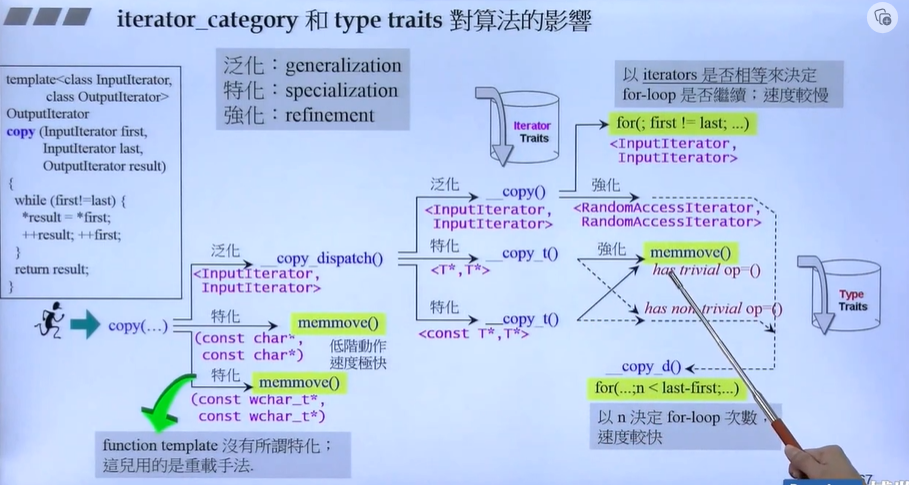 iterator_category 和 type traits 對算法的影響
template<class InputIterator,
class OutputIterator>
OutputIterator
copy (InputIterator first,
InputIterator last,
OutputIterator result)
{
while (first!=last) {
*result = *first;
++result; ++first;
}
return result;
}
泛化：generalization
特化：specialization
強化：refinement
Iterator
Traits
以 iterators 是否相等來決定
for-loop 是否繼續；速度較慢
for(; first != last; ...)
<InputIterator,
InputIterator>
泛化
__copy()
<InputIterator,
InputIterator>
強化
<RandomAccessIterator,
RandomAccessIterator>
泛化
__copy_dispatch()
<InputIterator,
InputIterator>
特化
__copy_t()
<T*,T*>
強化
memmove()
has trivial op=()
特化
__copy_t()
<const T*,T*>
has non-trivial op=()
Type
Traits
copy(…)
特化
memmove()
(const char*,
const char*)
低階動作
速度極快
特化
memmove()
(const wchar_t*,
const wchar_t*)
__copy_d()
for(...;n < last-first;...)
以 n 決定 for-loop 次數，
速度較快
function template 沒有所謂特化；
這兒用的是重載手法.